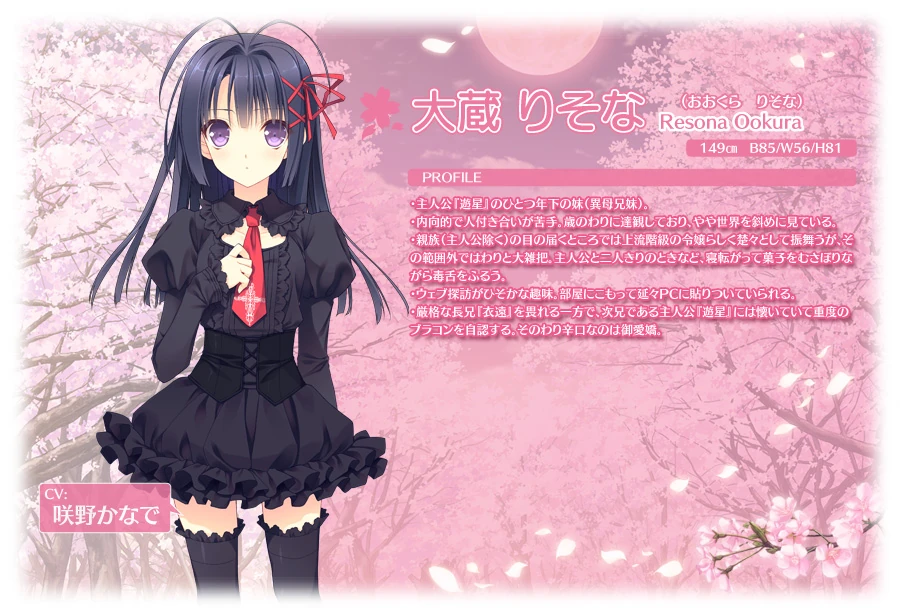 大蔵 りそな
（おおくら　りそな）
Resona Ookura
149㎝　B85/W56/H81
PROFILE
・主人公『遊星』のひとつ年下の妹（異母兄妹）。
・内向的で人付き合いが苦手。歳のわりに達観しており、やや世界を斜めに見ている。
・親族（主人公除く）の目の届くところでは上流階級の令嬢らしく楚々として振舞うが、そ
の範囲外ではわりと大雑把。主人公と二人きりのときなど、寝転がって菓子をむさぼりな
がら毒舌をふるう。
・ウェブ探訪がひそかな趣味。部屋にこもって延々PCに貼りついていられる。
・厳格な長兄『衣遠』を畏れる一方で、次兄である主人公『遊星』には懐いていて重度の
ブラコンを自認する。そのわり辛口なのは御愛嬌。
CV:
咲野かなで